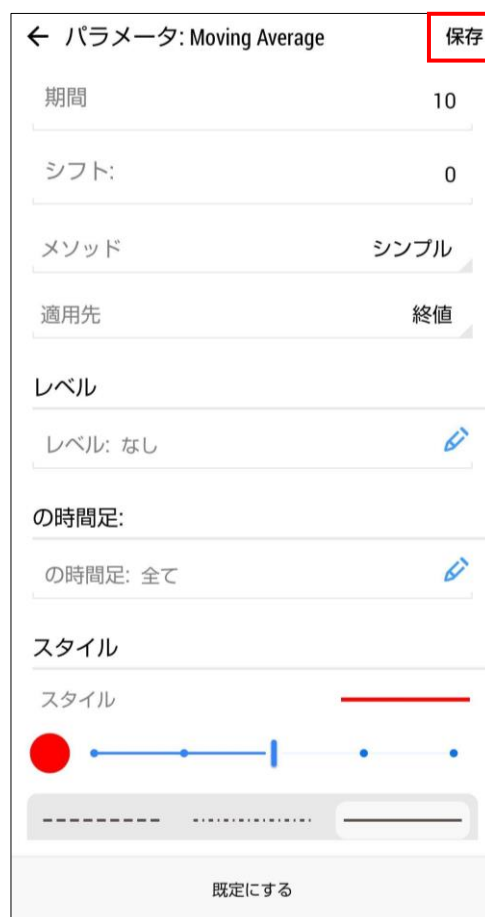 ← パラメータ: Moving Average 保存
期間 10
シフト: 0
メソッド シンプル
適用先 終値
レベル
レベル: なし
の時間足:
の時間足: 全て
スタイル
スタイル
既定にする